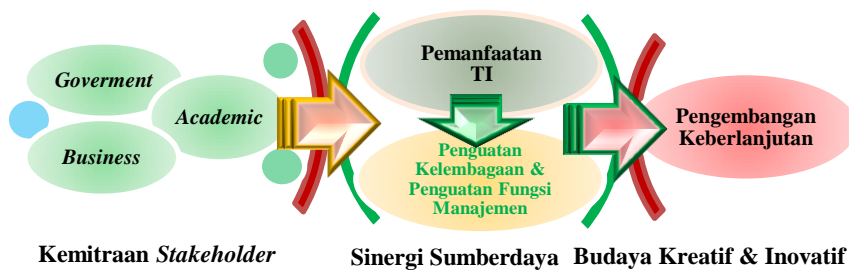 Goverment
Academic
Business
Pemanfaatan
TI
Penguatan
Kelembagaan &
Penguatan Fungsi
Manajemen
Pengembangan
Keberlanjutan
Kemitraan Stakeholder
Sinergi Sumberdaya
Budaya Kreatif & Inovatif